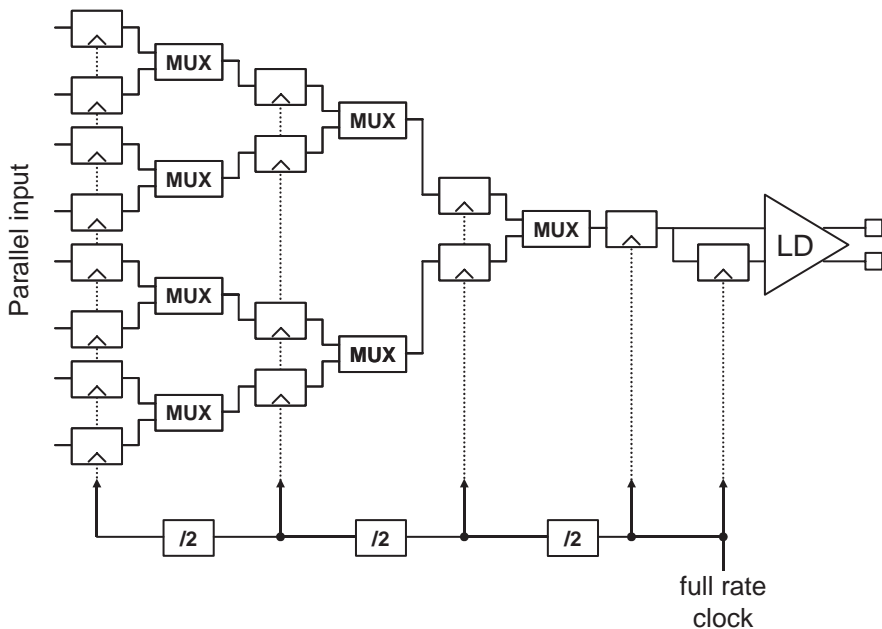 Parallel input
MUX
MUX
MUX
MUX
MUX
MUX
MUX
LD
/2
/2
/2
full rate
clock